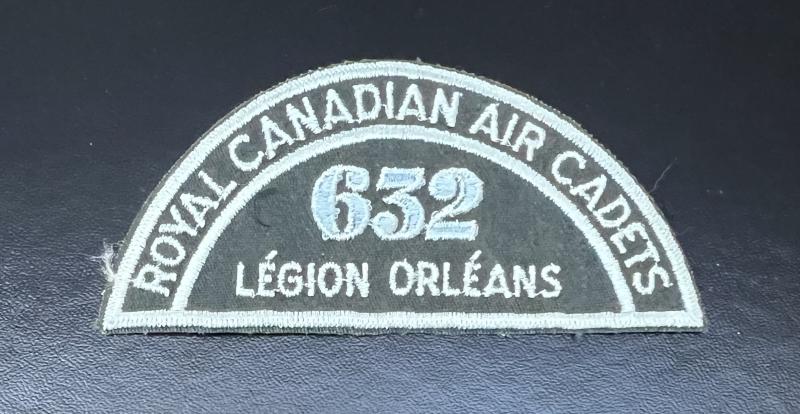 ROYAL CANADIAN AIR CADETS
632
LÉGION ORLÉANS